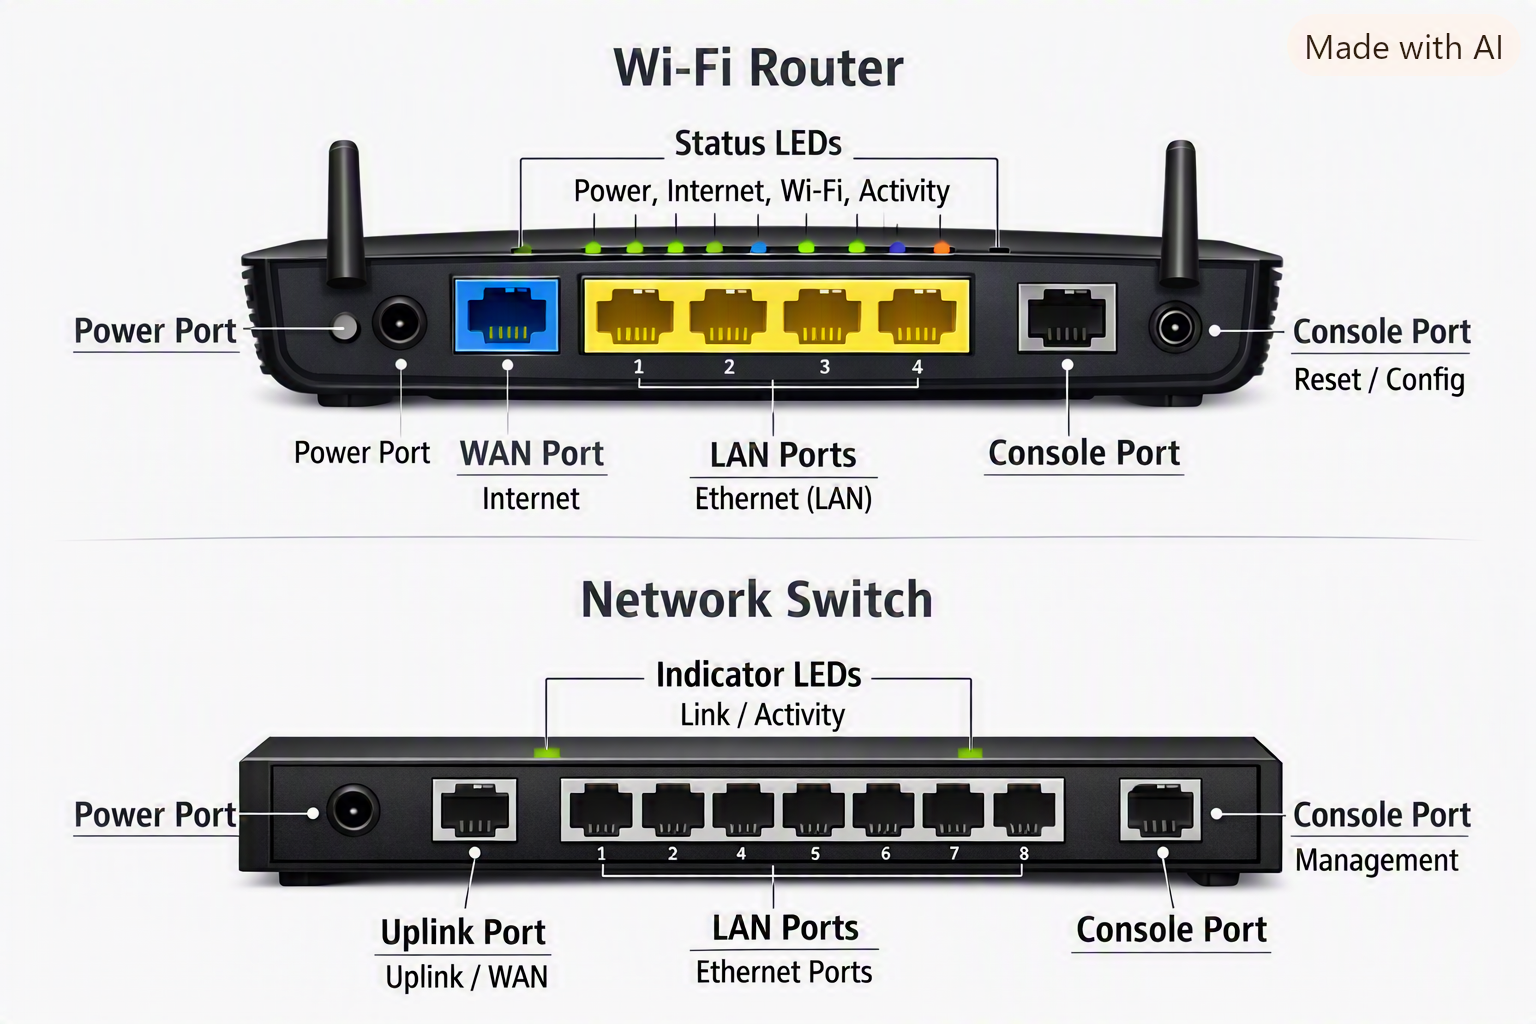 Made with AI
Wi-Fi Router
Status LEDs
Power, Internet, Wi-Fi, Activity
Power Port
Console Port
Reset / Config
1 2 3 4
Power Port
WAN Port
Internet
LAN Ports
Ethernet (LAN)
Console Port
Network Switch
Indicator LEDs
Link / Activity
Power Port
Console Port
Management
1 2 4 5 6 7 8
Uplink Port
Uplink / WAN
LAN Ports
Ethernet Ports
Console Port